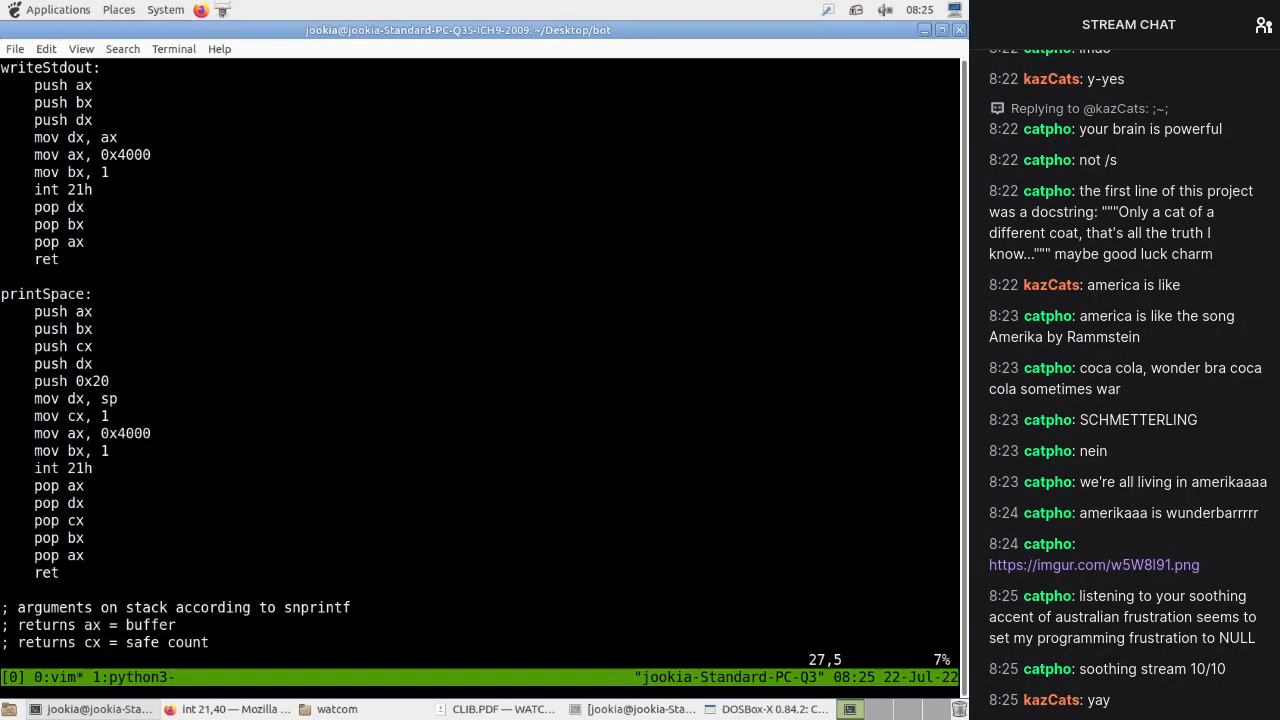 Applications Places System 08:25
jookia@jookia-Standard-PC-Q35-ICH9-2009: ~/Desktop/bot
File Edit View Search Terminal Help
writeStdout:
push ax
push bx
push dx
mov dx, ax
mov ax, 0x4000
mov bx, 1
int 21h
pop dx
pop bx
pop ax
ret
printSpace:
push ax
push bx
push cx
push dx
push 0x20
mov dx, sp
mov cx, 1
mov ax, 0x4000
mov bx, 1
int 21h
pop ax
pop dx
pop cx
pop bx
pop ax
ret
; arguments on stack according to snprintf
; returns ax = buffer
; returns cx = safe count
27,5 7%
[0] 0:vim* 1:python3- "jookia-Standard-PC-Q3" 08:25 22-Jul-22
jookia@jookia-Sta... int 21,40 — Mozilla ... watcom CLIB.PDF — WATC... [jookia@jookia-Sta... DOSBox-X 0.84.2: C...
STREAM CHAT
8:22 kazCats: y-yes
Replying to @kazCats: ;~;
8:22 catpho: your brain is powerful
8:22 catpho: not /s
8:22 catpho: the first line of this project
was a docstring: """Only a cat of a
different coat, that's all the truth I
know...""" maybe good luck charm
8:22 kazCats: america is like
8:23 catpho: america is like the song
Amerika by Rammstein
8:23 catpho: coca cola, wonder bra coca
cola sometimes war
8:23 catpho: SCHMETTERLING
8:23 catpho: nein
8:23 catpho: we're all living in amerikaaaa
8:24 catpho: amerikaaa is wunderbarrrrr
8:24 catpho:
https://imgur.com/w5W8l91.png
8:25 catpho: listening to your soothing
accent of australian frustration seems to
set my programming frustration to NULL
8:25 catpho: soothing stream 10/10
8:25 kazCats: yay